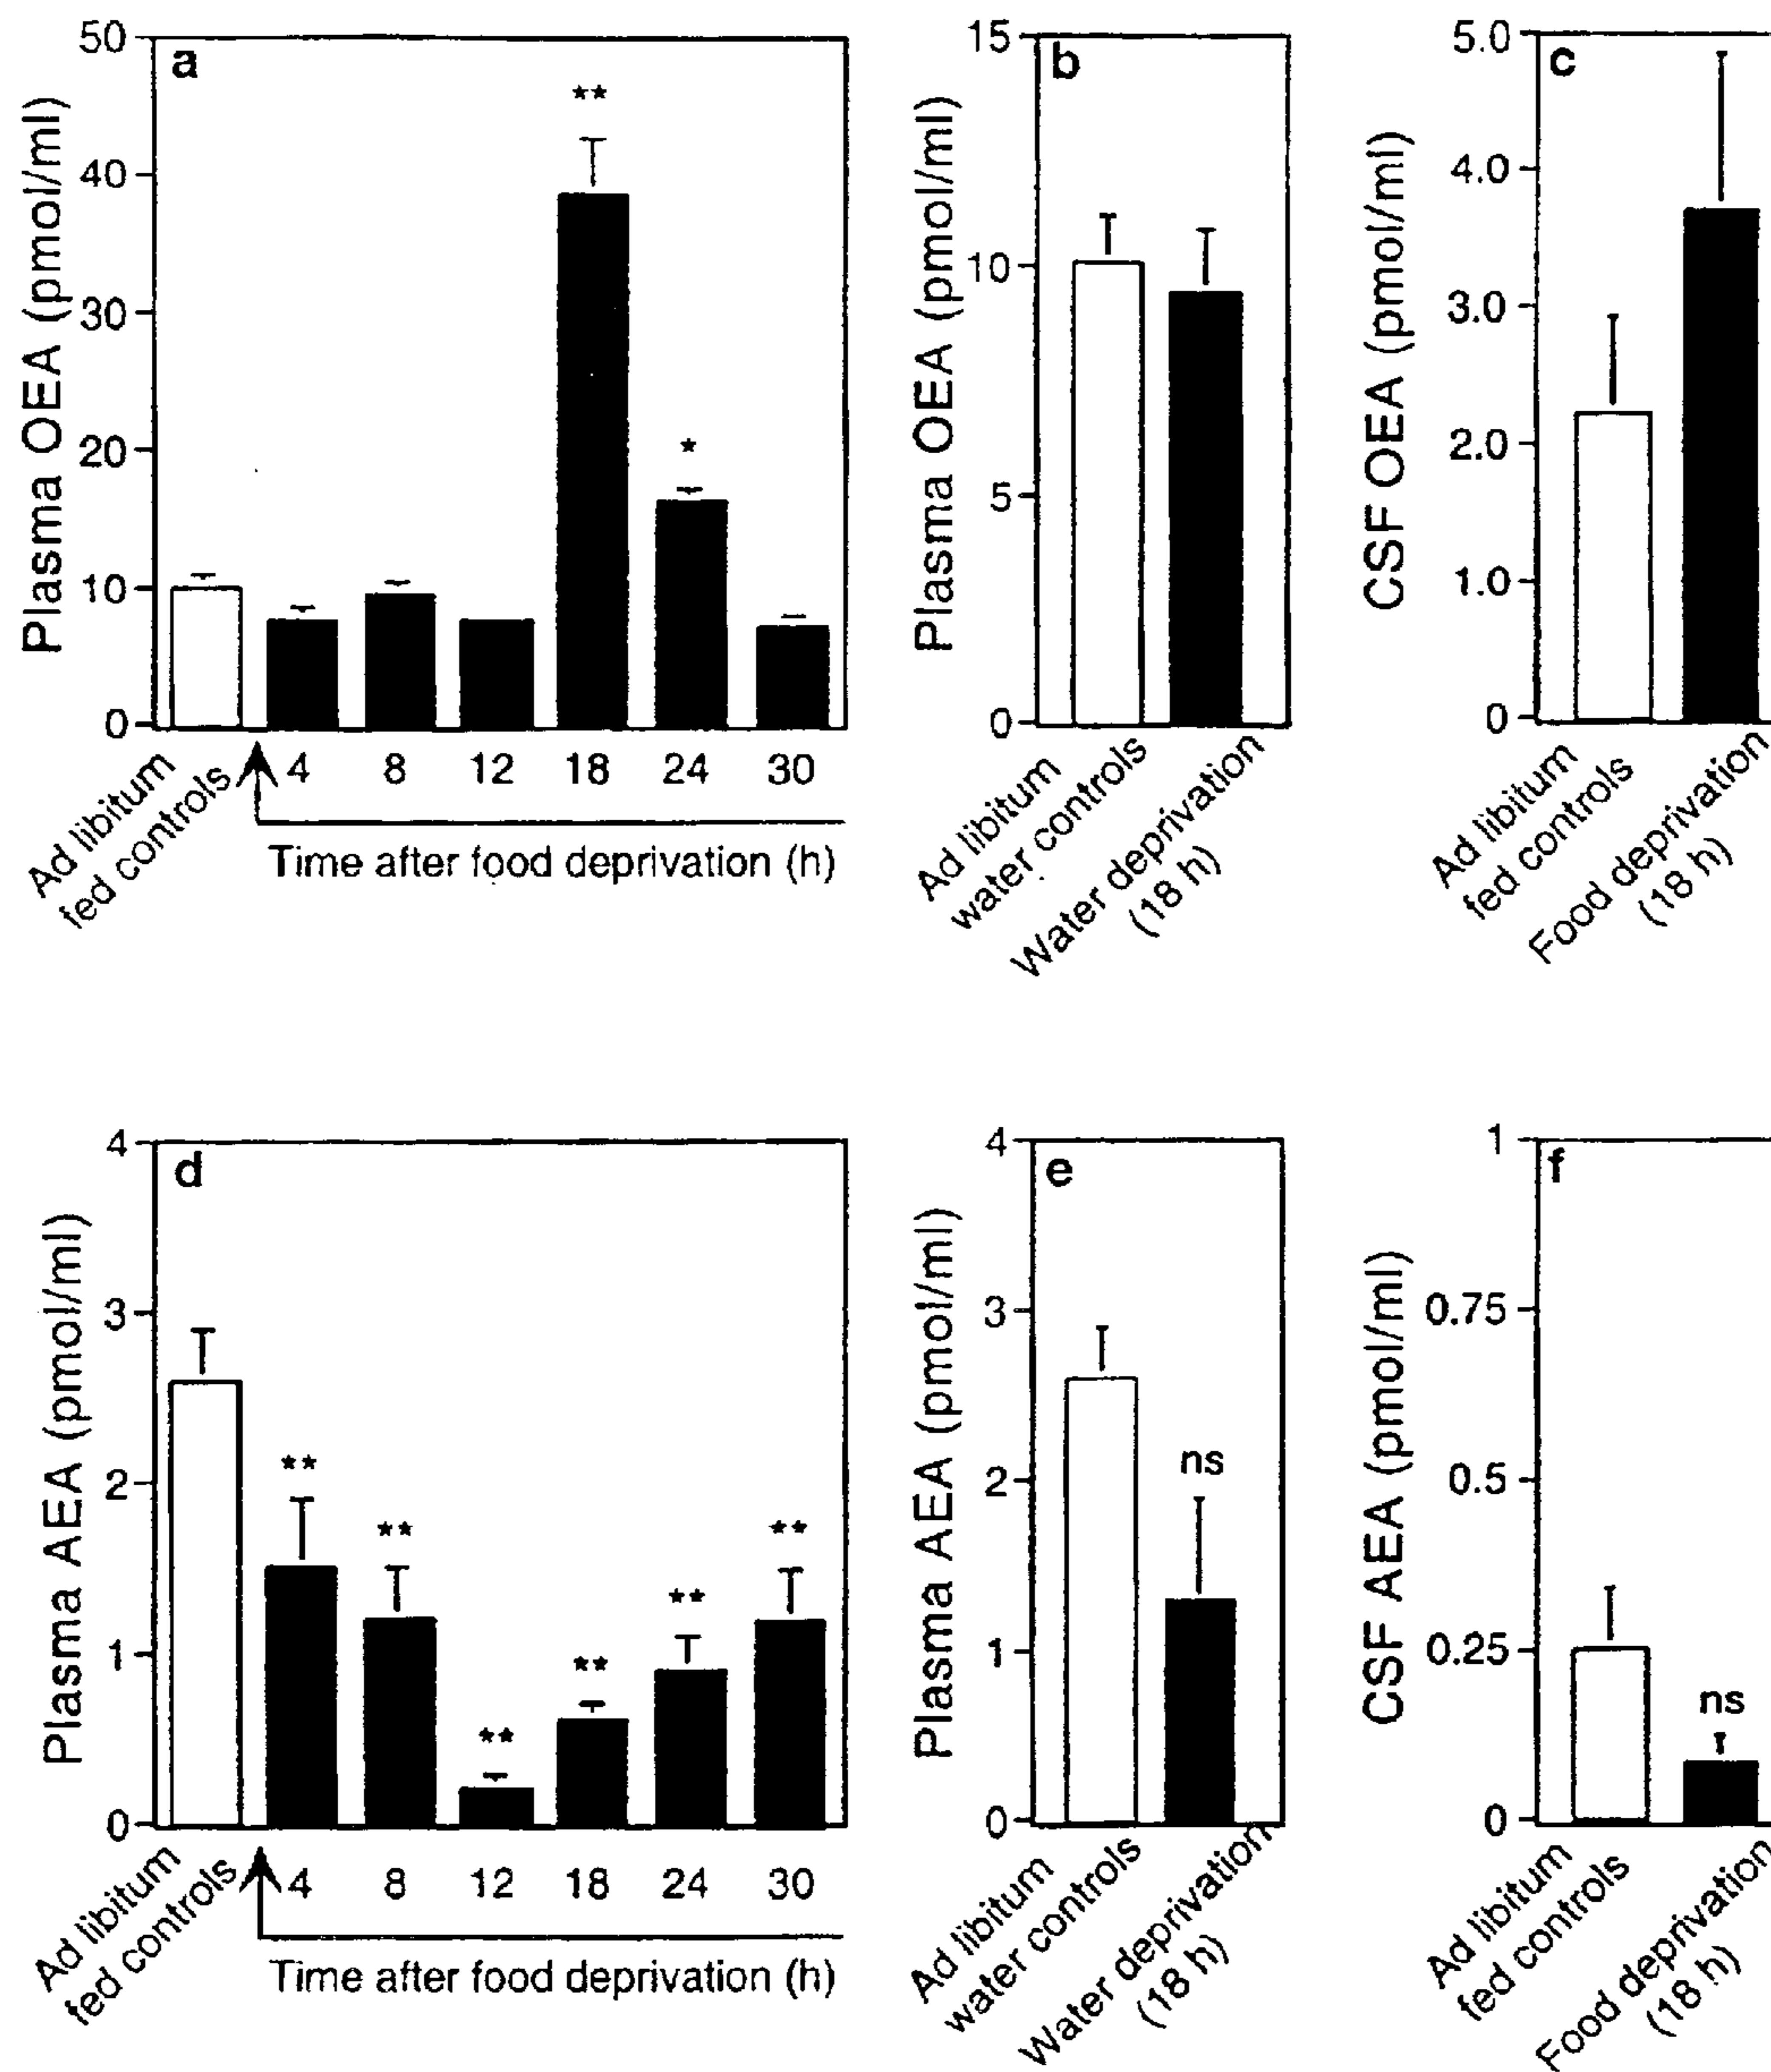 a
Plasma OEA (pmol/ml)
50
40
30
20
10
0
**
*
4 8 12 18 24 30
Ad libitum
fed controls
Time after food deprivation (h)
b
Plasma OEA (pmol/ml)
15
10
5
0
Ad libitum
water controls
Water deprivation
(18 h)
c
CSF OEA (pmol/ml)
5.0
4.0
3.0
2.0
1.0
0
Ad libitum
fed controls
Food deprivation
(18 h)
d
Plasma AEA (pmol/ml)
4
3
2
1
0
**
**
**
**
**
**
4 8 12 18 24 30
Ad libitum
fed controls
Time after food deprivation (h)
e
Plasma AEA (pmol/ml)
4
3
2
1
0
ns
Ad libitum
water controls
Water deprivation
(18 h)
f
CSF AEA (pmol/ml)
1
0.75
0.5
0.25
0
ns
Ad libitum
fed controls
Food deprivation
(18 h)